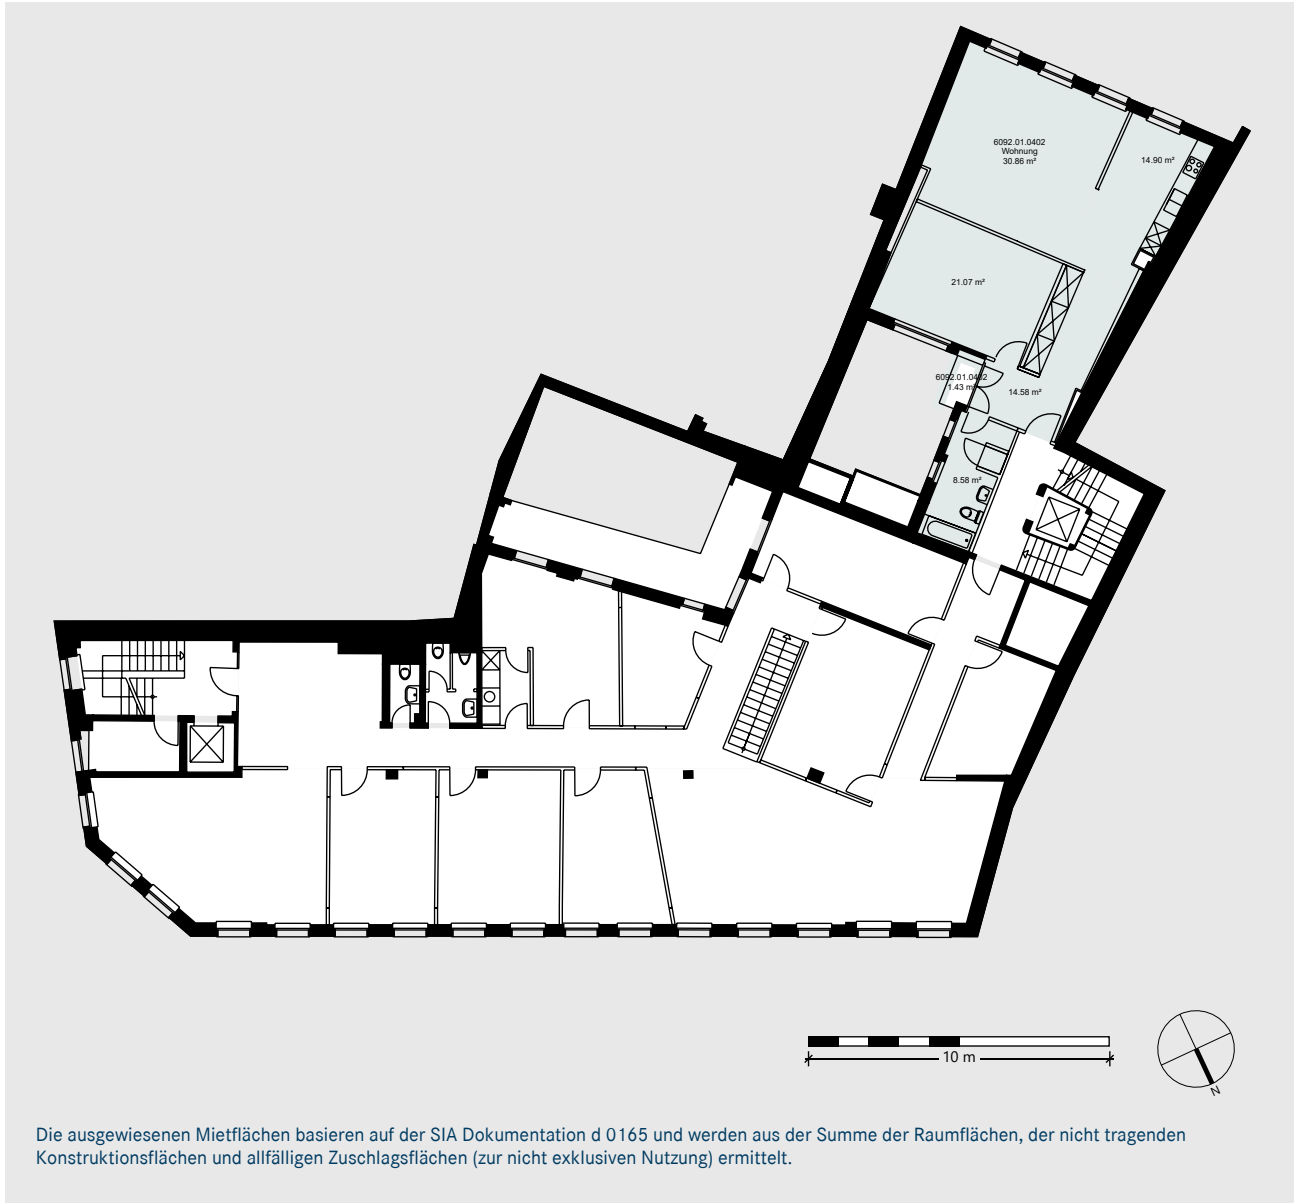 6092.01.0402
Wohnung
30.86 m²
14.90 m²
21.07 m²
6092.01.0402
1.43 m²
14.58 m²
8.58 m²
10 m
N
Die ausgewiesenen Mietflächen basieren auf der SIA Dokumentation d 0165 und werden aus der Summe der Raumflächen, der nicht tragenden
Konstruktionsflächen und allfälligen Zuschlagsflächen (zur nicht exklusiven Nutzung) ermittelt.